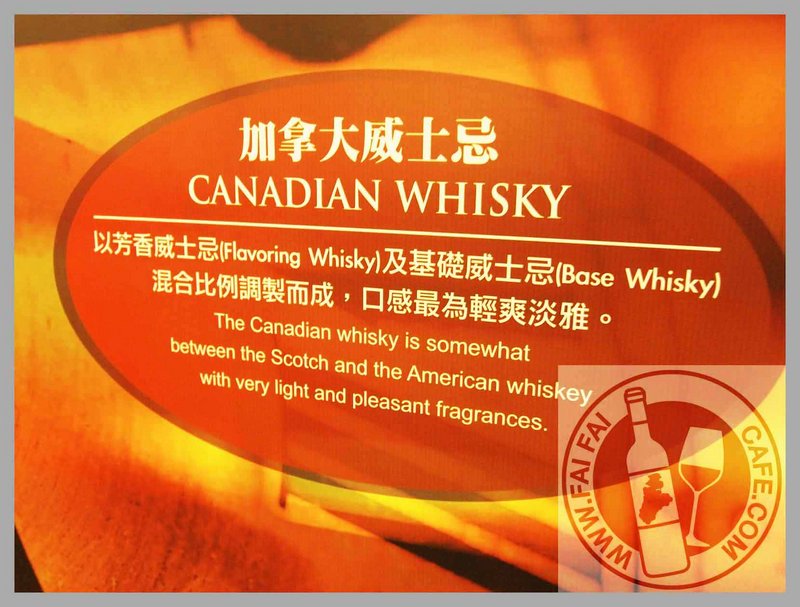 加拿大威士忌
CANADIAN WHISKY
以芳香威士忌(Flavoring Whisky)及基礎威士忌(Base Whisky)
混合比例調製而成，口感最為輕爽淡雅。
The Canadian whisky is somewhat
between the Scotch and the American whiskey
with very light and pleasant fragrances.
WWW.FAI FAI CAFE.COM